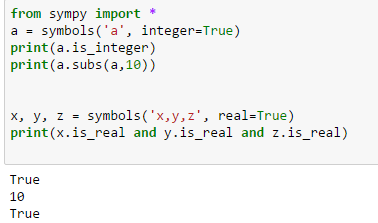 from sympy import *
a = symbols('a', integer=True)
print(a.is_integer)
print(a.subs(a,10))
x, y, z = symbols('x,y,z', real=True)
print(x.is_real and y.is_real and z.is_real)
True
10
True